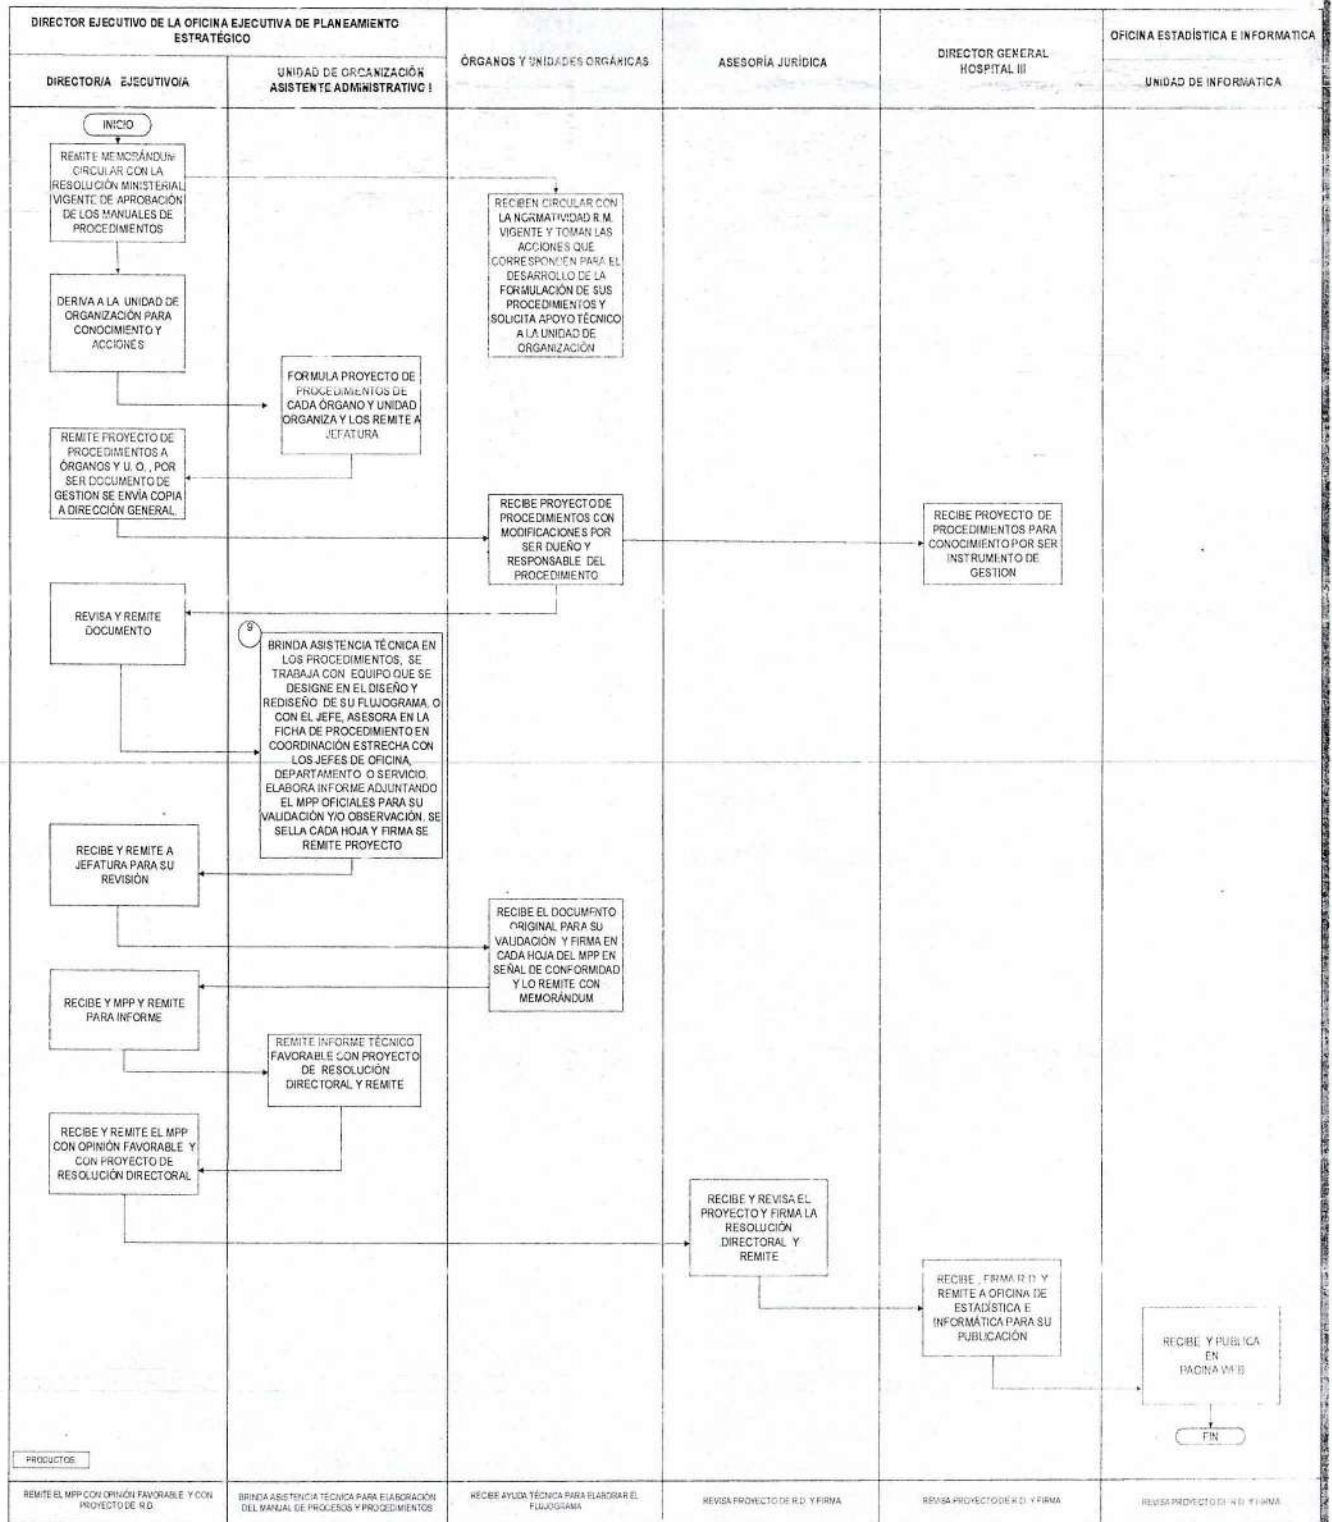 DIRECTOR EJECUTIVO DE LA OFICINA EJECUTIVA DE PLANEAMIENTO
ESTRATÉGICO
DIRECTOR/A EJECUTIVO/A
UNIDAD DE ORGANIZACIÓN
ASISTENTE ADMINISTRATIVO I
ÓRGANOS Y UNIDADES ORGÁNICAS
ASESORÍA JURÍDICA
DIRECTOR GENERAL
HOSPITAL III
OFICINA ESTADÍSTICA E INFORMATICA
UNIDAD DE INFORMATICA
INICIO
REMITE MEMORÁNDUM
CIRCULAR CON LA
RESOLUCIÓN MINISTERIAL
VIGENTE DE APROBACIÓN
DE LOS MANUALES DE
PROCEDIMIENTOS
RECIBEN CIRCULAR CON
LA NORMATIVIDAD R.M.
VIGENTE Y TOMAN LAS
ACCIONES QUE
CORRESPONDEN PARA EL
DESARROLLO DE LA
FORMULACIÓN DE SUS
PROCEDIMIENTOS Y
SOLICITA APOYO TÉCNICO
A LA UNIDAD DE
ORGANIZACIÓN
DERIVA A LA UNIDAD DE
ORGANIZACIÓN PARA
CONOCIMIENTO Y
ACCIONES
FORMULA PROYECTO DE
PROCEDIMIENTOS DE
CADA ÓRGANO Y UNIDAD
ORGANIZA Y LOS REMITE A
JEFATURA
REMITE PROYECTO DE
PROCEDIMIENTOS A
ÓRGANOS Y U. O. , POR
SER DOCUMENTO DE
GESTION SE ENVÍA COPIA
A DIRECCIÓN GENERAL.
RECIBE PROYECTO DE
PROCEDIMIENTOS CON
MODIFICACIONES POR
SER DUEÑO Y
RESPONSABLE DEL
PROCEDIMIENTO
RECIBE PROYECTO DE
PROCEDIMIENTOS PARA
CONOCIMIENTO POR SER
INSTRUMENTO DE
GESTION
REVISA Y REMITE
DOCUMENTO
9
BRINDA ASISTENCIA TÉCNICA EN
LOS PROCEDIMIENTOS, SE
TRABAJA CON EQUIPO QUE SE
DESIGNE EN EL DISEÑO Y
REDISEÑO DE SU FLUJOGRAMA, O
CON EL JEFE, ASESORA EN LA
FICHA DE PROCEDIMIENTO EN
COORDINACIÓN ESTRECHA CON
LOS JEFES DE OFICINA,
DEPARTAMENTO O SERVICIO.
ELABORA INFORME ADJUNTANDO
EL MPP OFICIALES PARA SU
VALIDACIÓN Y/O OBSERVACIÓN. SE
SELLA CADA HOJA Y FIRMA SE
REMITE PROYECTO
RECIBE Y REMITE A
JEFATURA PARA SU
REVISIÓN
RECIBE EL DOCUMENTO
ORIGINAL PARA SU
VALIDACIÓN Y FIRMA EN
CADA HOJA DEL MPP EN
SEÑAL DE CONFORMIDAD
Y LO REMITE CON
MEMORÁNDUM
RECIBE Y MPP Y REMITE
PARA INFORME
REMITE INFORME TÉCNICO
FAVORABLE CON PROYECTO
DE RESOLUCIÓN
DIRECTORAL Y REMITE
RECIBE Y REMITE EL MPP
CON OPINIÓN FAVORABLE Y
CON PROYECTO DE
RESOLUCIÓN DIRECTORAL
RECIBE Y REVISA EL
PROYECTO Y FIRMA LA
RESOLUCIÓN
DIRECTORAL Y
REMITE
RECIBE , FIRMA R.D. Y
REMITE A OFICINA DE
ESTADÍSTICA E
INFORMÁTICA PARA SU
PUBLICACIÓN
RECIBE Y PUBLICA
EN
PAGINA WEB
FIN
PRODUCTOS
REMITE EL MPP CON OPINIÓN FAVORABLE Y CON
PROYECTO DE R.D.
BRINDA ASISTENCIA TÉCNICA PARA ELABORACIÓN
DEL MANUAL DE PROCESOS Y PROCEDIMIENTOS
RECIBE AYUDA TÉCNICA PARA ELABORAR EL
FLUJOGRAMA
REVISA PROYECTO DE R.D. Y FIRMA
REVISA PROYECTO DE R.D. Y FIRMA
REVISA PROYECTO DE R.D. Y FIRMA